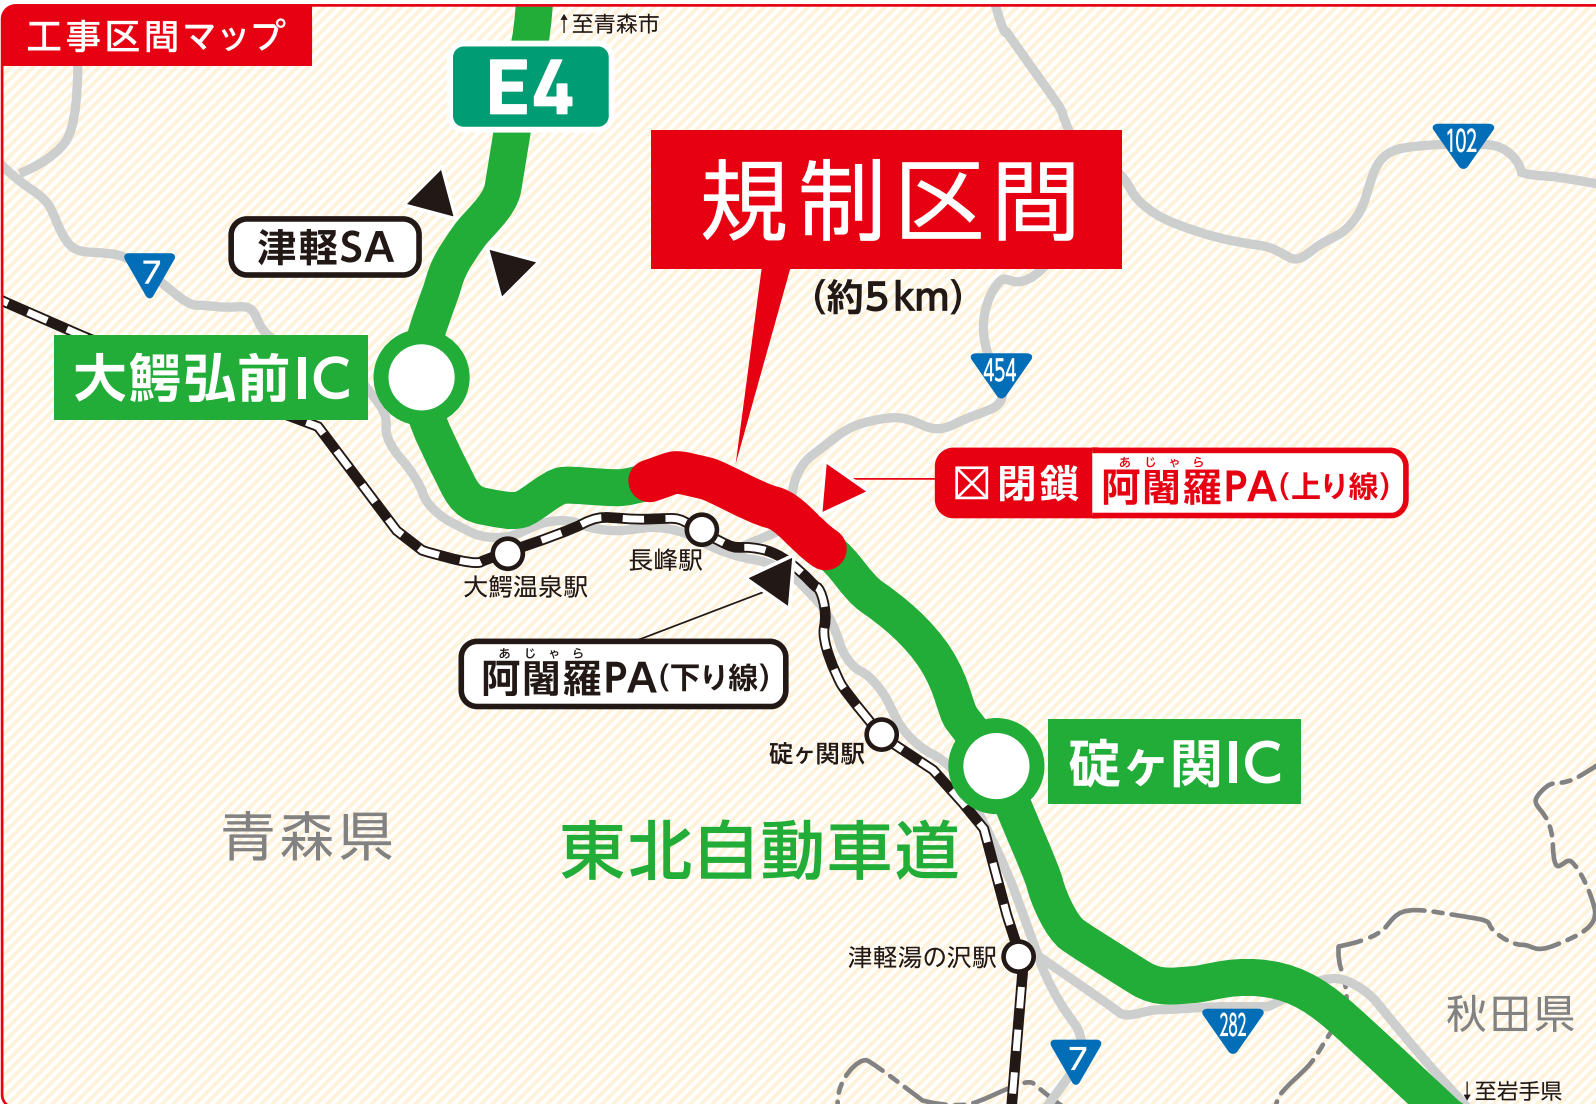 工事区間マップ
↑至青森市
E4
102
規制区間
(約5km)
津軽SA
7
大鰐弘前IC
454
閉鎖
あじゃら
阿闍羅PA(上り線)
長峰駅
大鰐温泉駅
あじゃら
阿闍羅PA(下り線)
碇ヶ関駅
碇ヶ関IC
青森県
東北自動車道
津軽湯の沢駅
秋田県
282
7
↓至岩手県